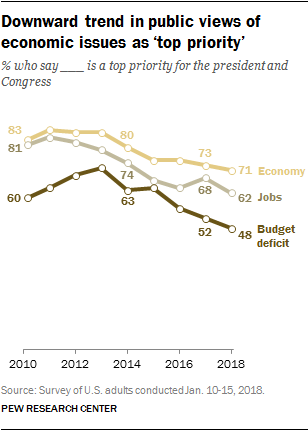 Downward trend in public views of
economic issues as ‘top priority’
% who say ___ is a top priority for the president and
Congress
83
81
60
80
74
63
73
68
52
71 Economy
62 Jobs
48 Budget
deficit
2010 2012 2014 2016 2018
Source: Survey of U.S. adults conducted Jan. 10-15, 2018.
PEW RESEARCH CENTER